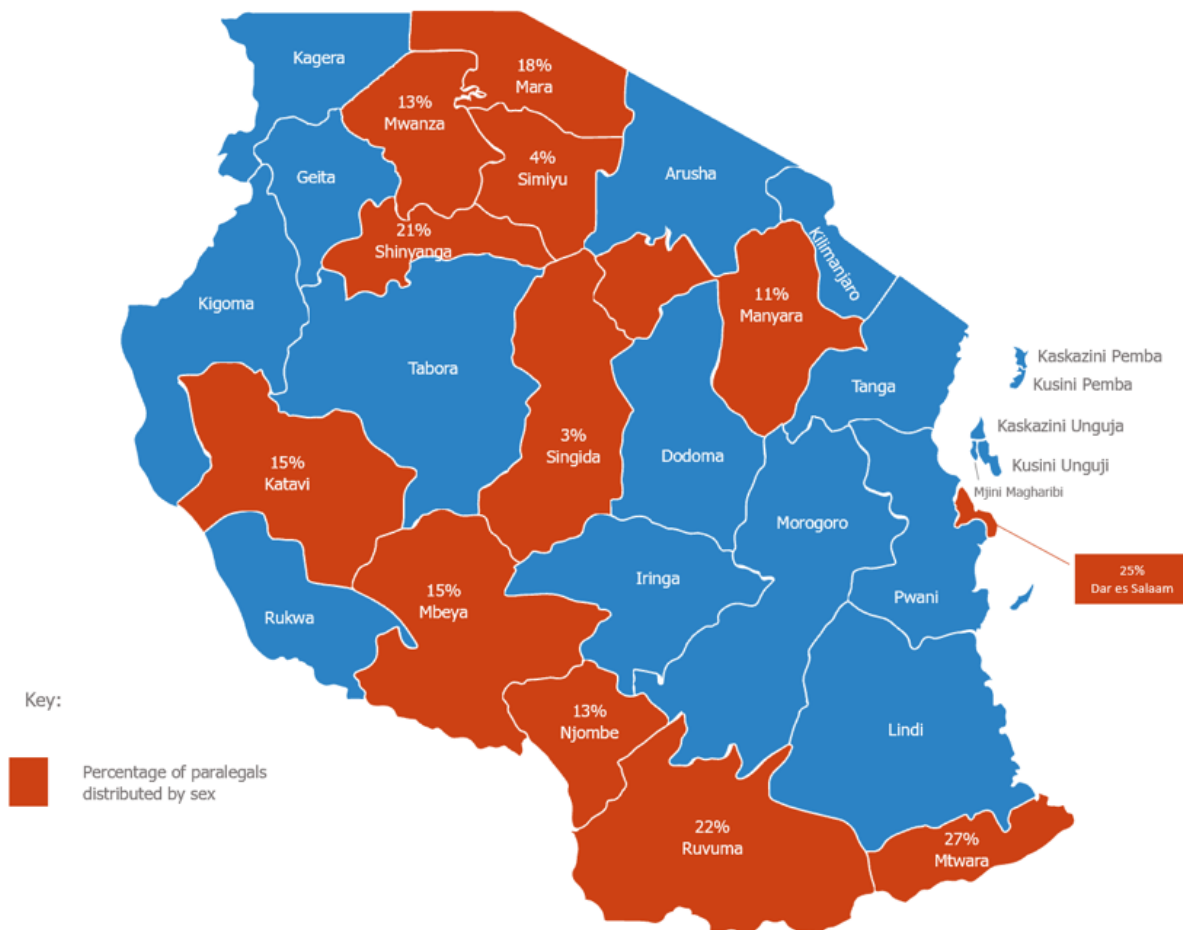 Kagera
18%
Mara
13%
Mwanza
4%
Simiyu
Geita
Arusha
21%
Shinyanga
Kilimanjaro
Kigoma
11%
Manyara
Tabora
Tanga
Kaskazini Pemba
Kusini Pemba
Kaskazini Unguja
Kusini Unguji
Mjini Magharibi
3%
Singida
Dodoma
15%
Katavi
Morogoro
25%
Dar es Salaam
15%
Mbeya
Iringa
Pwani
Rukwa
Key:
13%
Njombe
Lindi
Percentage of paralegals
distributed by sex
22%
Ruvuma
27%
Mtwara